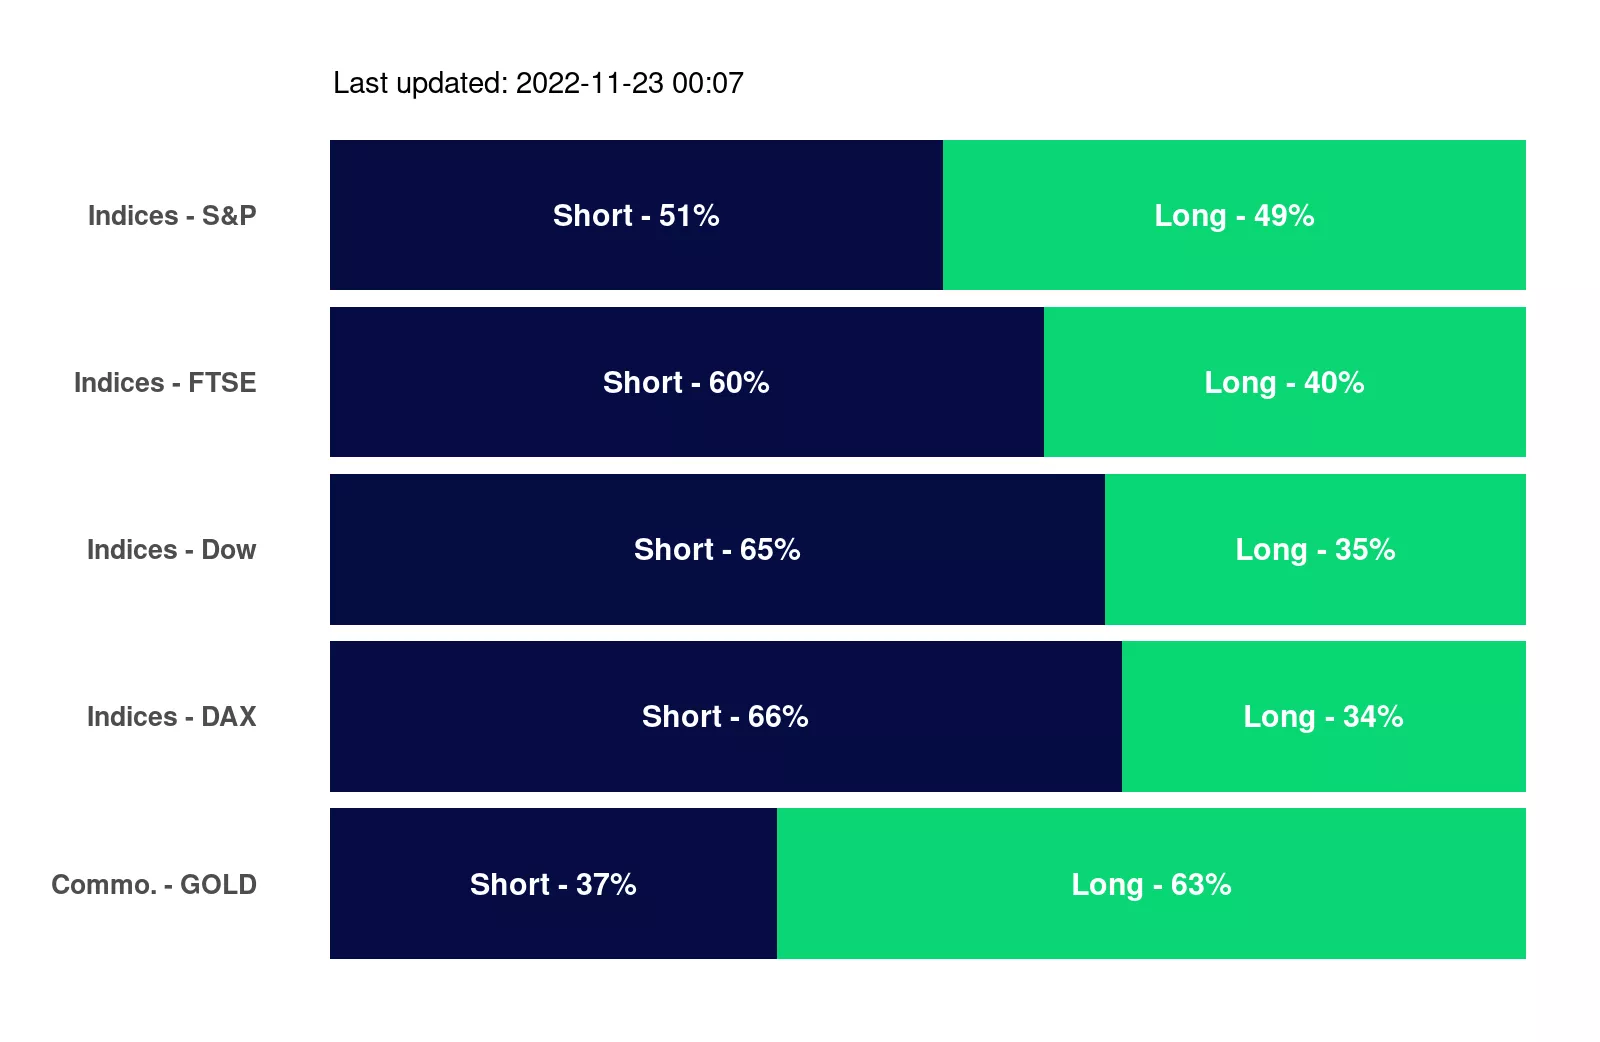 Last updated: 2022-11-23 00:07
Indices - S&P Short - 51% Long - 49%
Indices - FTSE Short - 60% Long - 40%
Indices - Dow Short - 65% Long - 35%
Indices - DAX Short - 66% Long - 34%
Commo. - GOLD Short - 37% Long - 63%